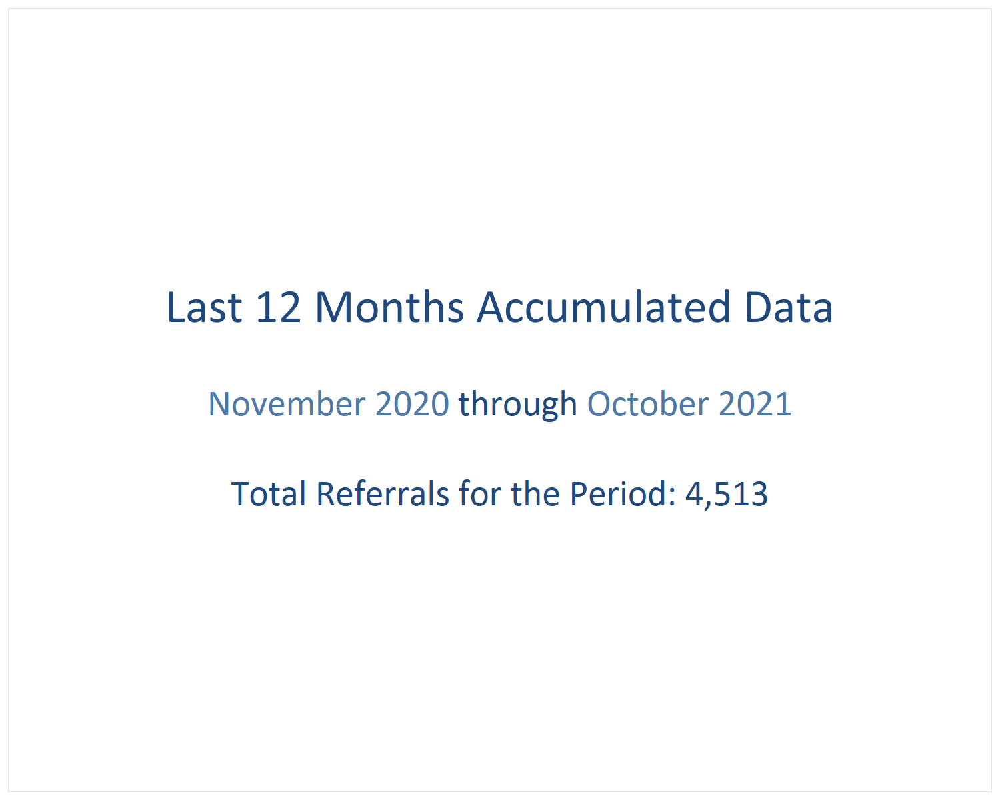 Last 12 Months Accumulated Data
November 2020 through October 2021
Total Referrals for the Period: 4,513